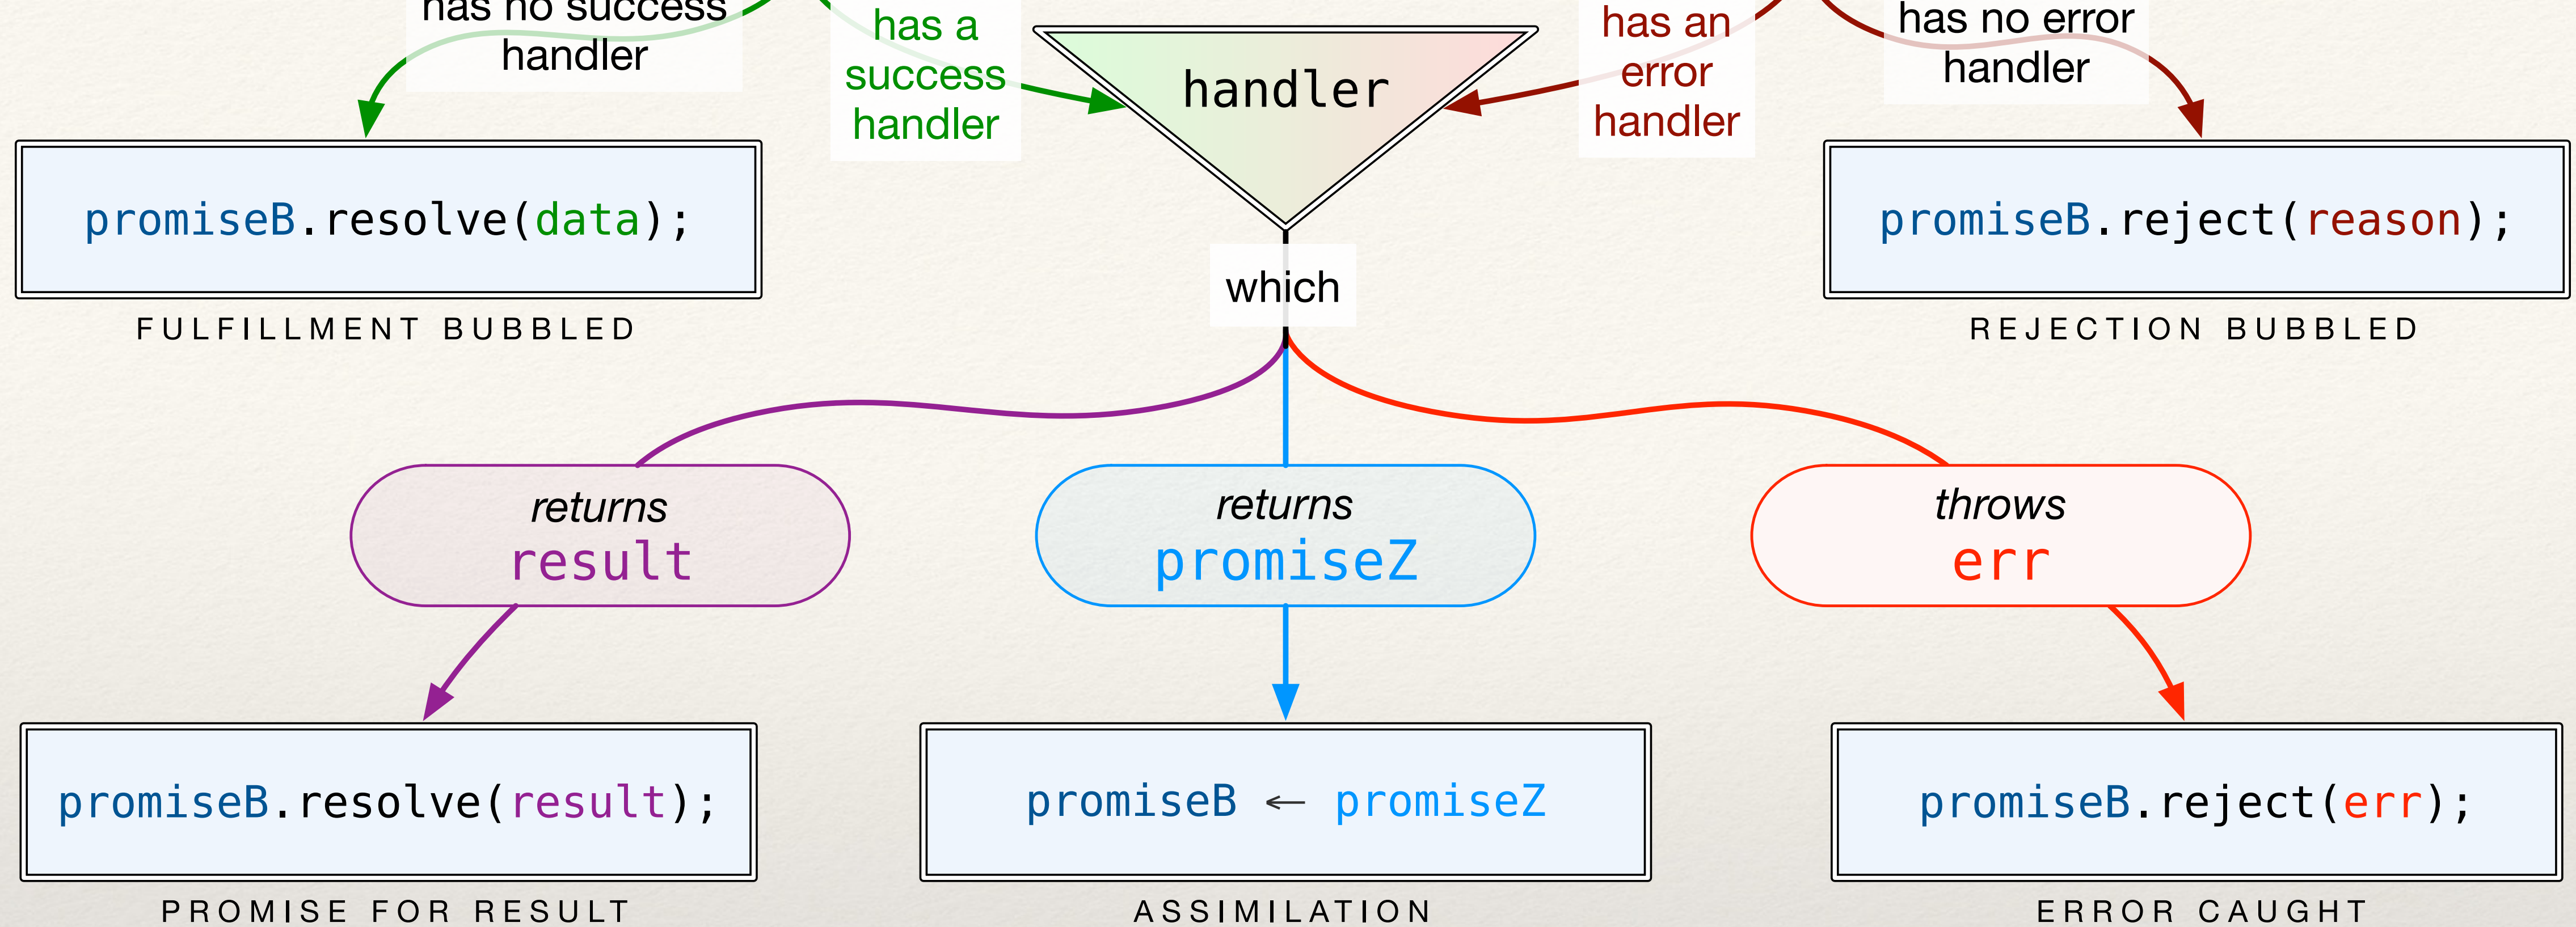 has no success
handler
has a
success
handler
handler
has an
error
handler
has no error
handler
promiseB.resolve(data);
FULFILLMENT BUBBLED
which
promiseB.reject(reason);
REJECTION BUBBLED
returns
result
returns
promiseZ
throws
err
promiseB.resolve(result);
PROMISE FOR RESULT
promiseB ← promiseZ
ASSIMILATION
promiseB.reject(err);
ERROR CAUGHT